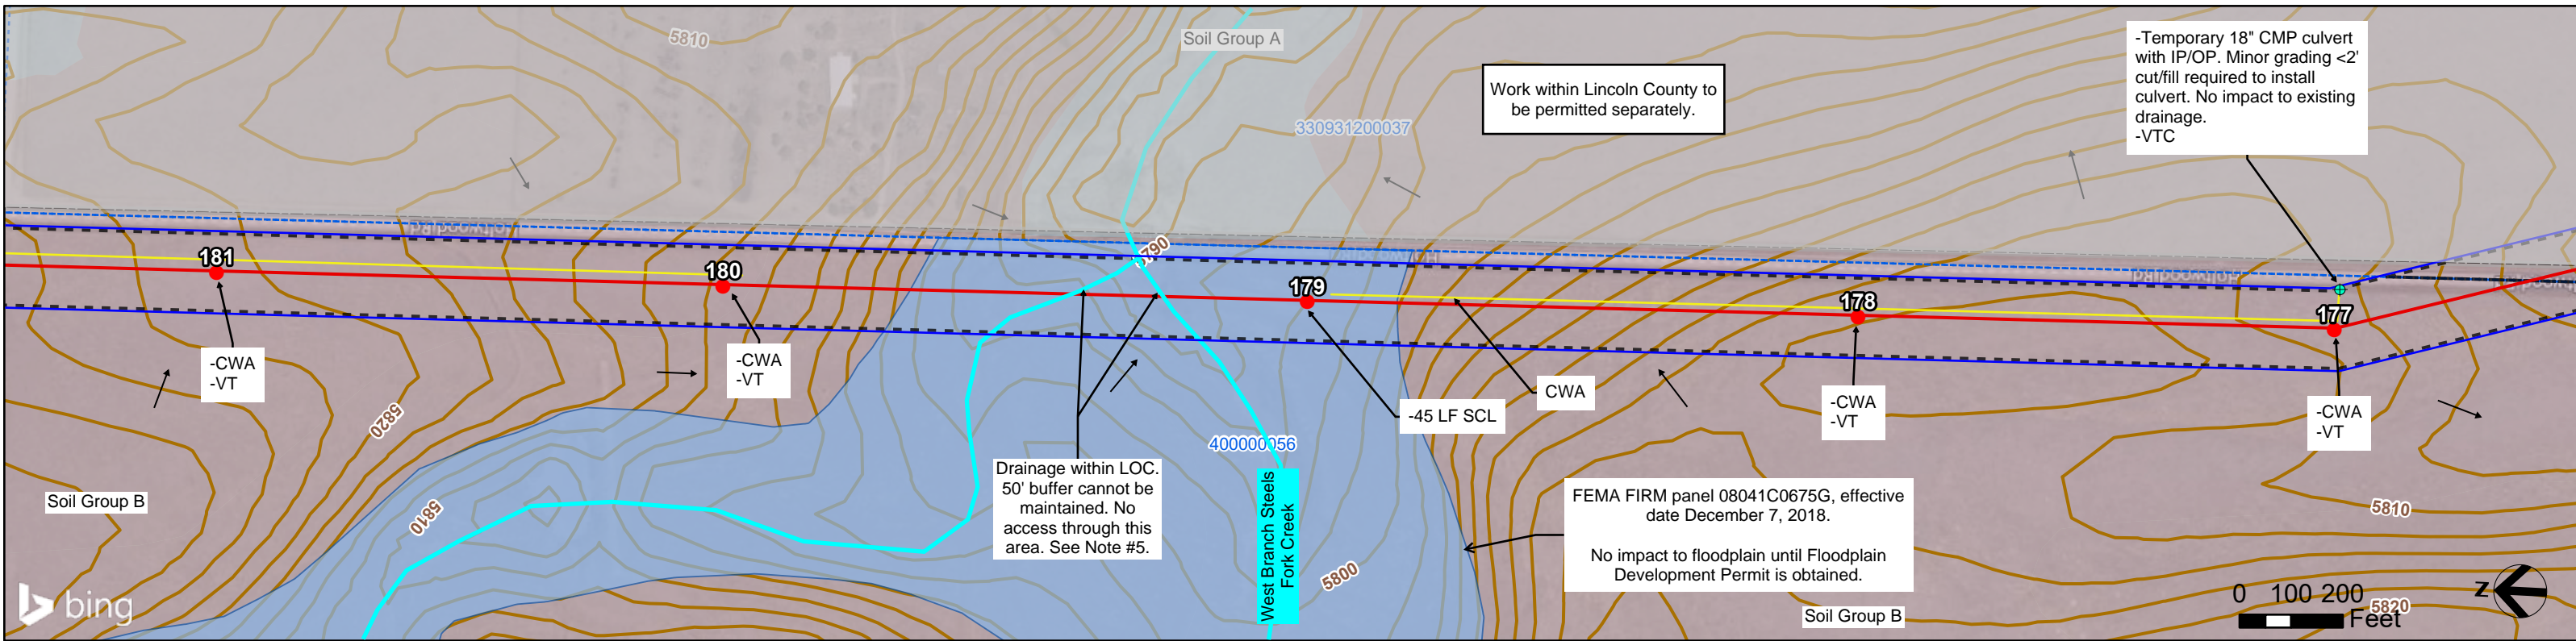 5810
Soil Group A
330931200037
Work within Lincoln County to
be permitted separately.
-Temporary 18" CMP culvert
with IP/OP. Minor grading <2'
cut/fill required to install
culvert. No impact to existing
drainage.
-VTC
181
180
5790
179
178
177
-CWA
-VT
-CWA
-VT
-45 LF SCL
CWA
-CWA
-VT
-CWA
-VT
5820
5810
Soil Group B
Drainage within LOC.
50' buffer cannot be
maintained. No
access through this
area. See Note #5.
400000056
West Branch Steels
Fork Creek
5800
FEMA FIRM panel 08041C0675G, effective
date December 7, 2018.
No impact to floodplain until Floodplain
Development Permit is obtained.
Soil Group B
5810
5820
0 100 200
Feet
Z
bing